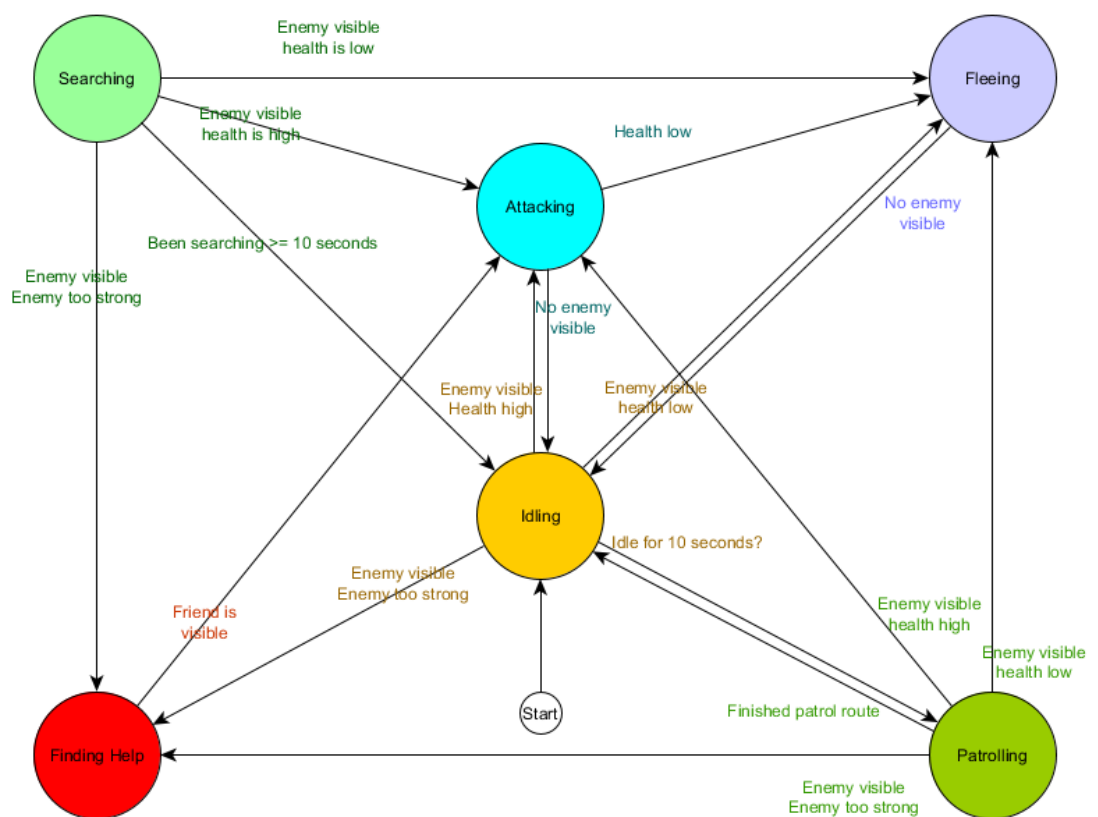 Enemy visible
health is low
Searching
Fleeing
Enemy visible
health is high
Health low
Attacking
No enemy
visible
Been searching >= 10 seconds
Enemy visible
Enemy too strong
No enemy
visible
Enemy visible
Health high
Enemy visible
health low
Idling
Idle for 10 seconds?
Enemy visible
Enemy too strong
Friend is
visible
Enemy visible
health high
Enemy visible
health low
Start
Finished patrol route
Finding Help
Patrolling
Enemy visible
Enemy too strong